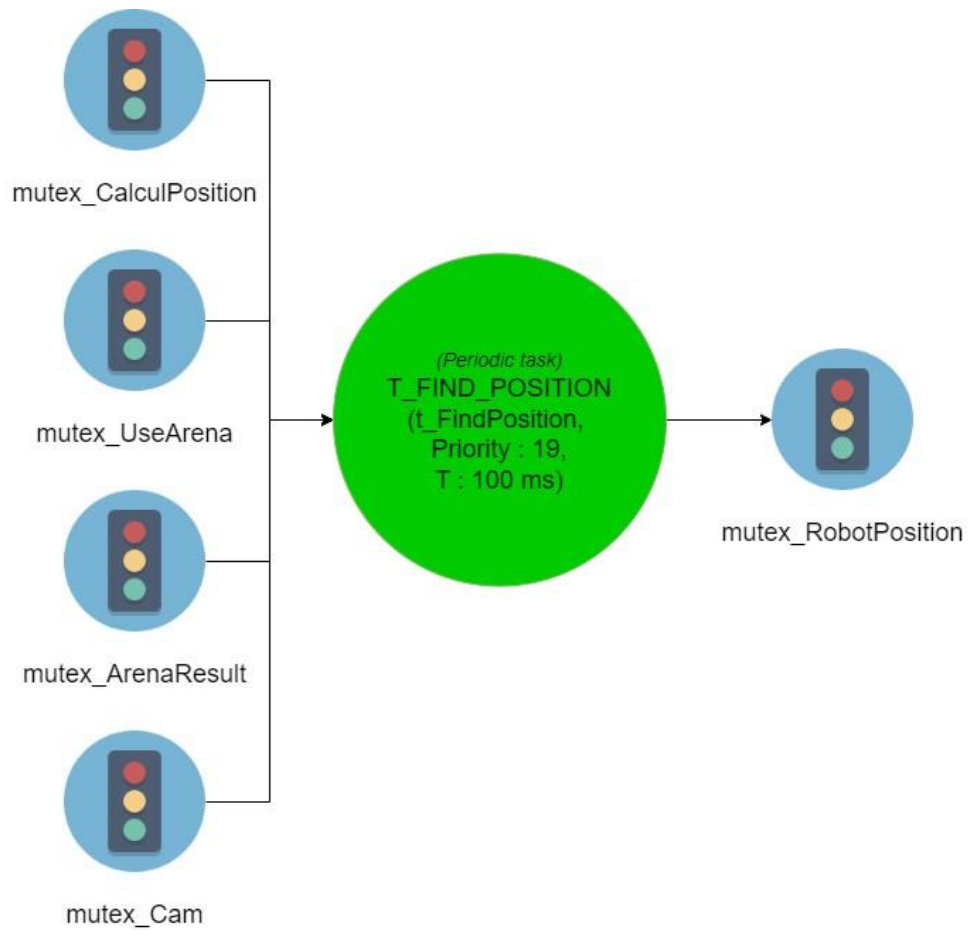 mutex_CalculPosition
mutex_UseArena
mutex_ArenaResult
mutex_Cam
(Periodic task)
T_FIND_POSITION
(t_FindPosition,
Priority : 19,
T : 100 ms)
mutex_RobotPosition